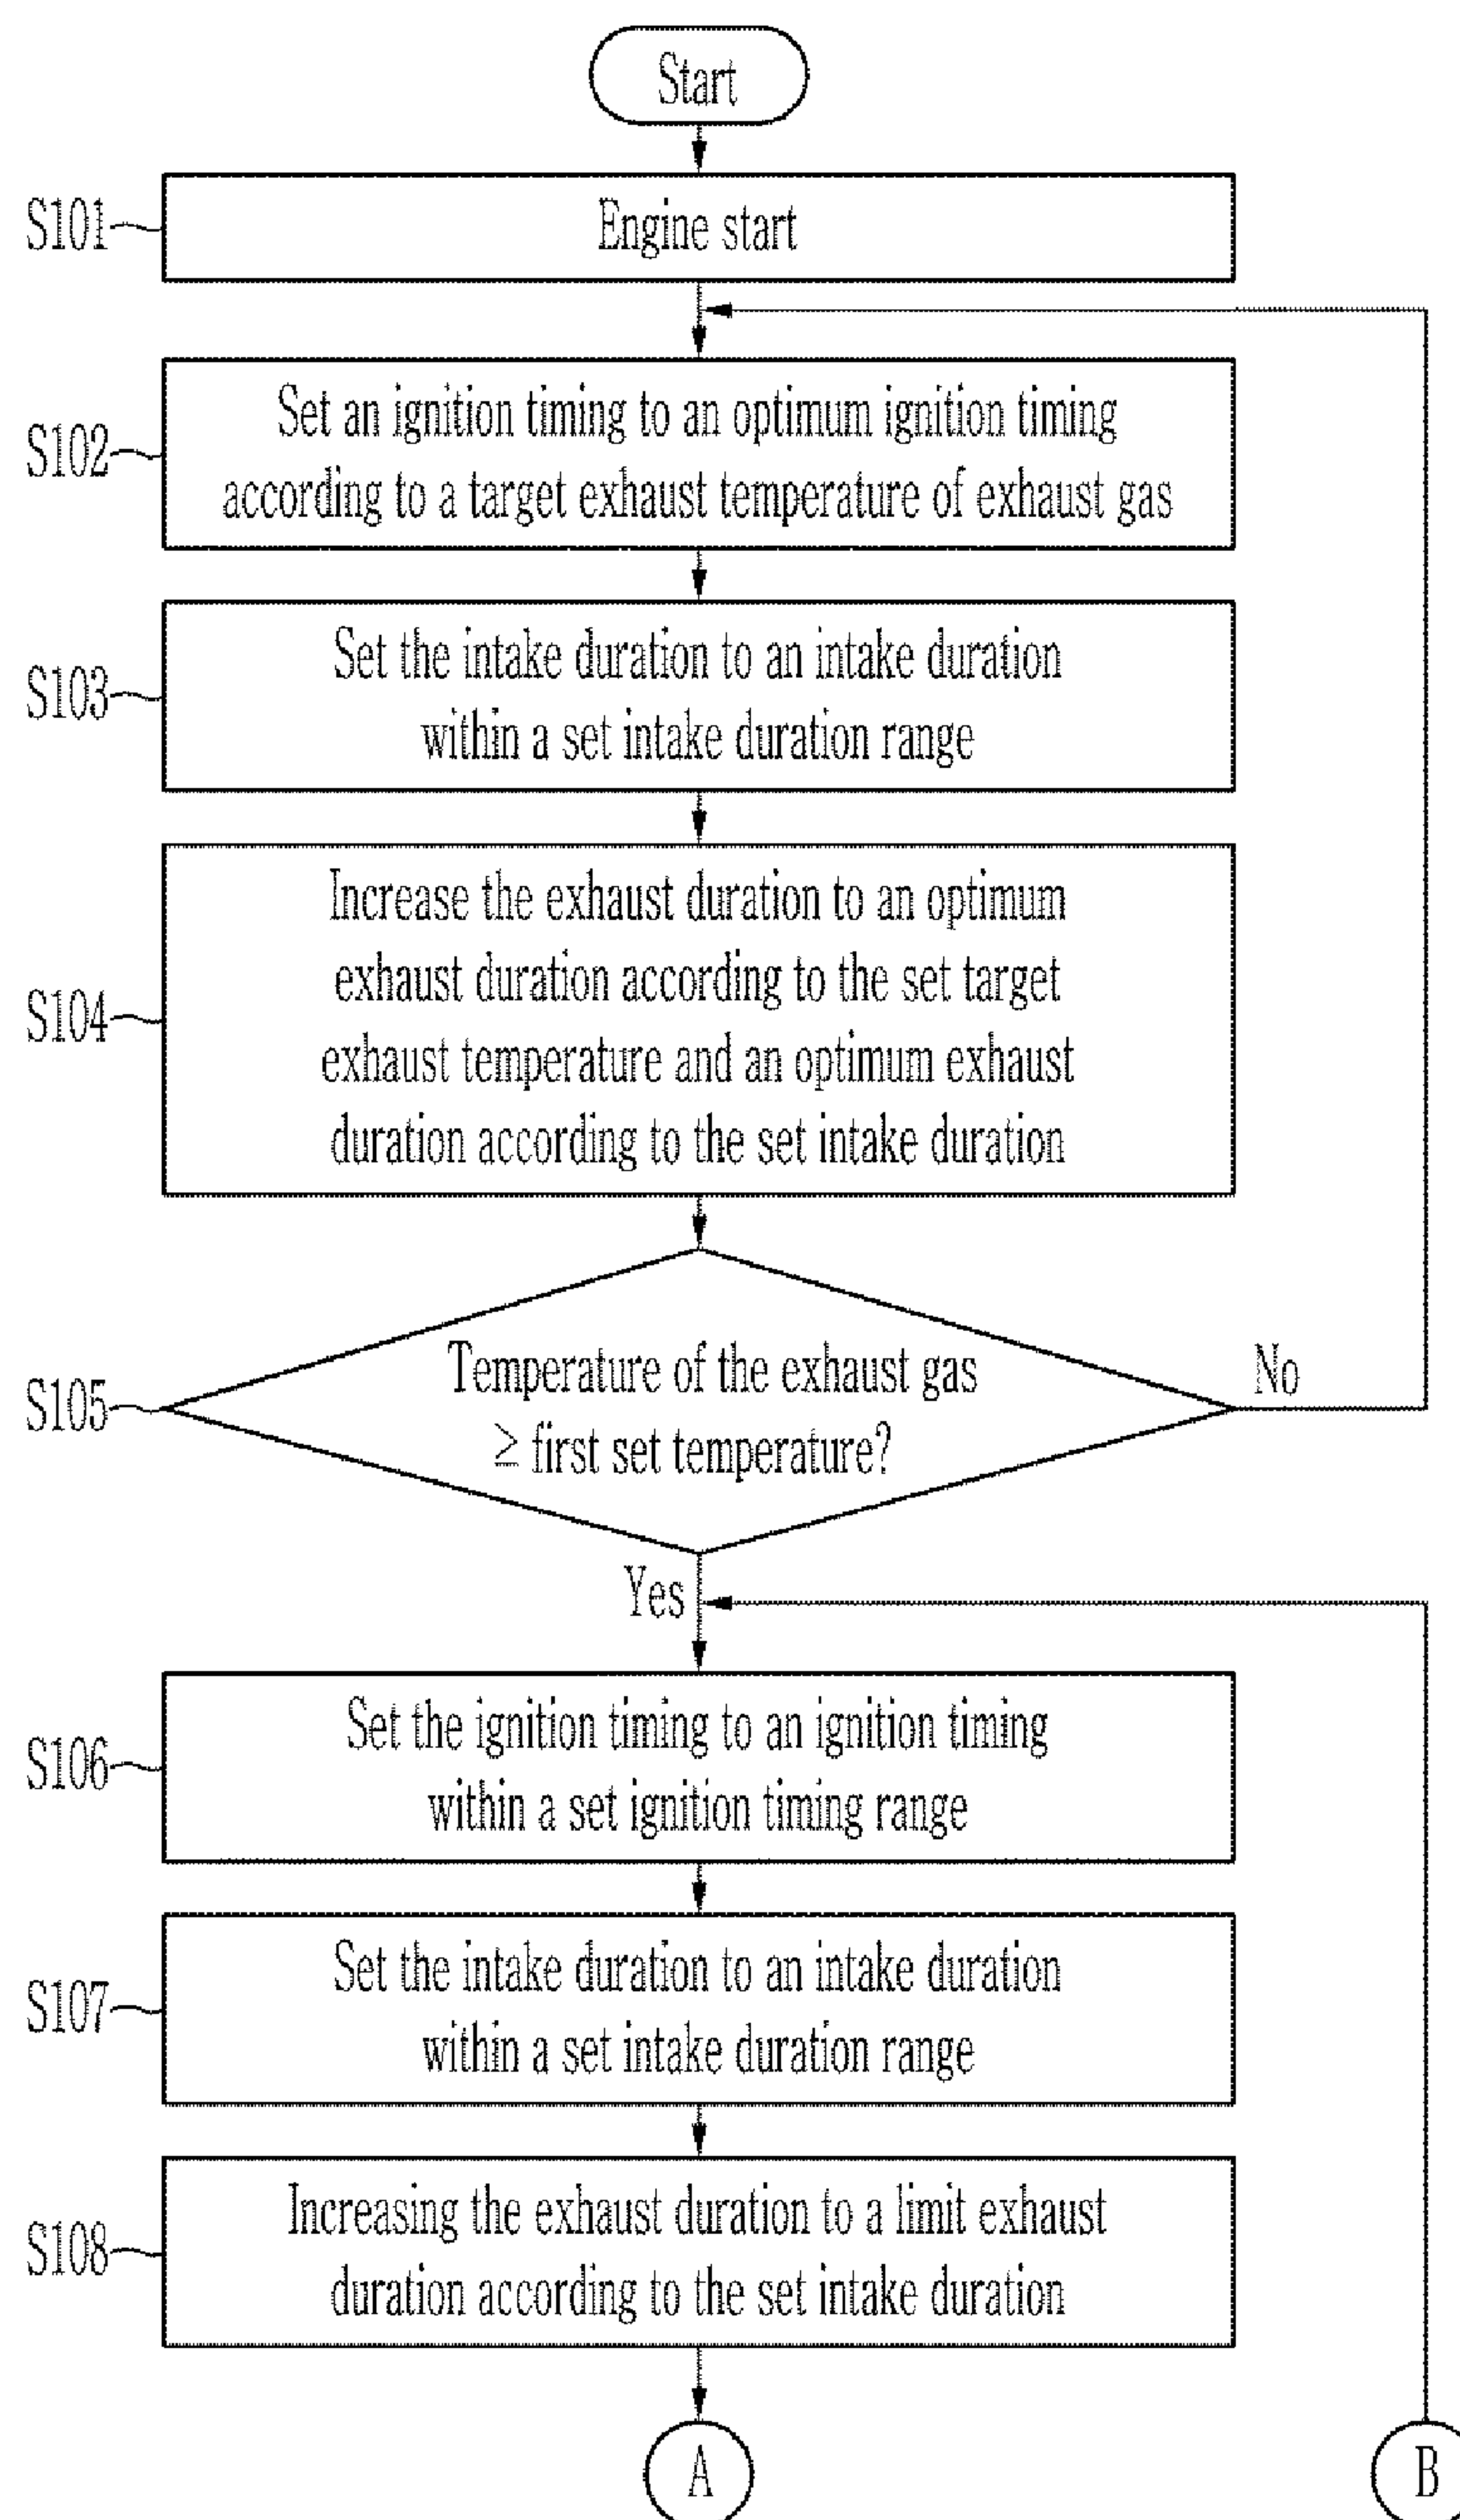 Start
S101
Engine start
S102
Set an ignition timing to an optimum ignition timing
according to a target exhaust temperature of exhaust gas
S103
Set the intake duration to an intake duration
within a set intake duration range
S104
Increase the exhaust duration to an optimum
exhaust duration according to the set target
exhaust temperature and an optimum exhaust
duration according to the set intake duration
S105
Temperature of the exhaust gas
≥ first set temperature?
No
Yes
S106
Set the ignition timing to an ignition timing
within a set ignition timing range
S107
Set the intake duration to an intake duration
within a set intake duration range
S108
Increasing the exhaust duration to a limit exhaust
duration according to the set intake duration
A
B